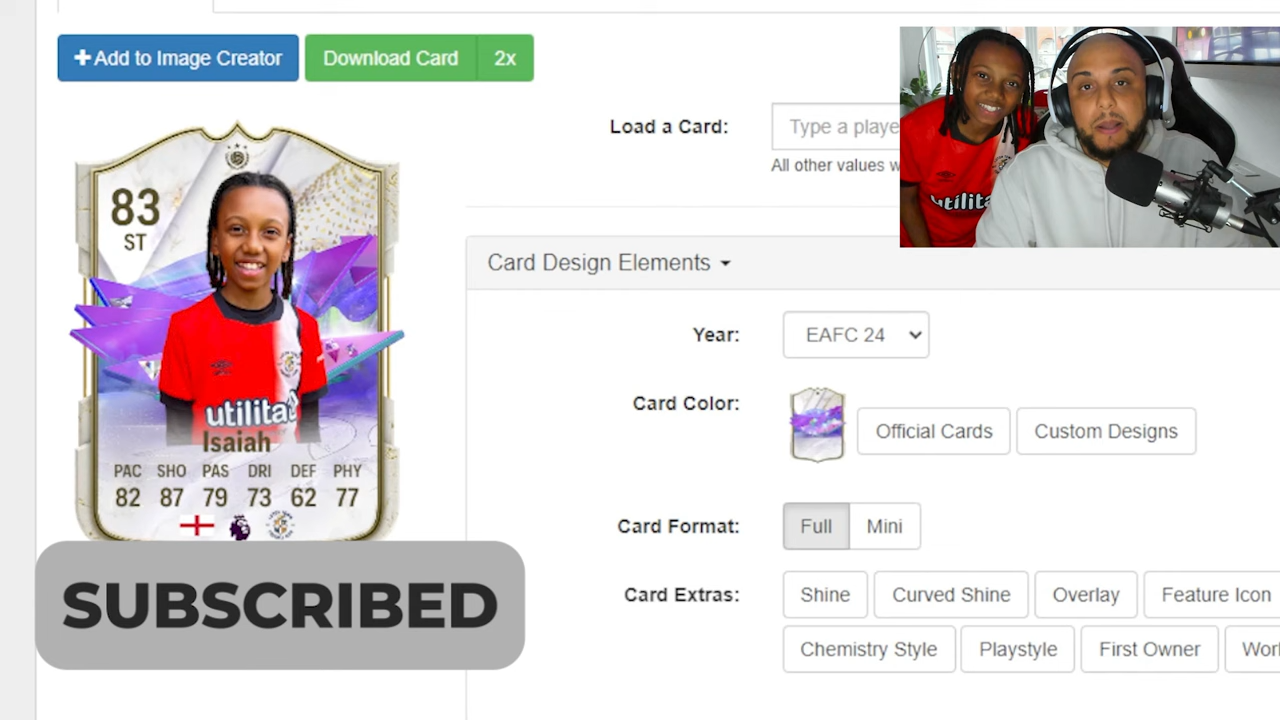 Add to Image Creator
Download Card 2x
Load a Card: Type a playe
All other values w
83
ST
utilita
Isaiah
PAC SHO PAS DRI DEF PHY
82 87 79 73 62 77
SUBSCRIBED
Card Design Elements
Year: EAFC 24
Card Color: Official Cards Custom Designs
Card Format: Full Mini
Card Extras: Shine Curved Shine Overlay Feature Icon
Chemistry Style Playstyle First Owner Worl
utilita